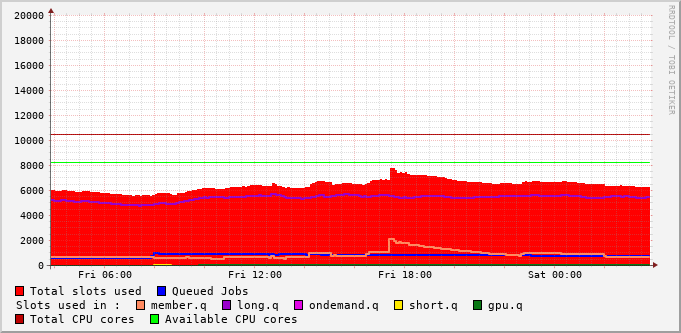 20000
18000
16000
14000
12000
10000
8000
6000
4000
2000
0
Fri 06:00 Fri 12:00 Fri 18:00 Sat 00:00
RRDTOOL / TOBI OETIKER
Total slots used Queued Jobs
Slots used in : member.q long.q ondemand.q short.q gpu.q
Total CPU cores Available CPU cores